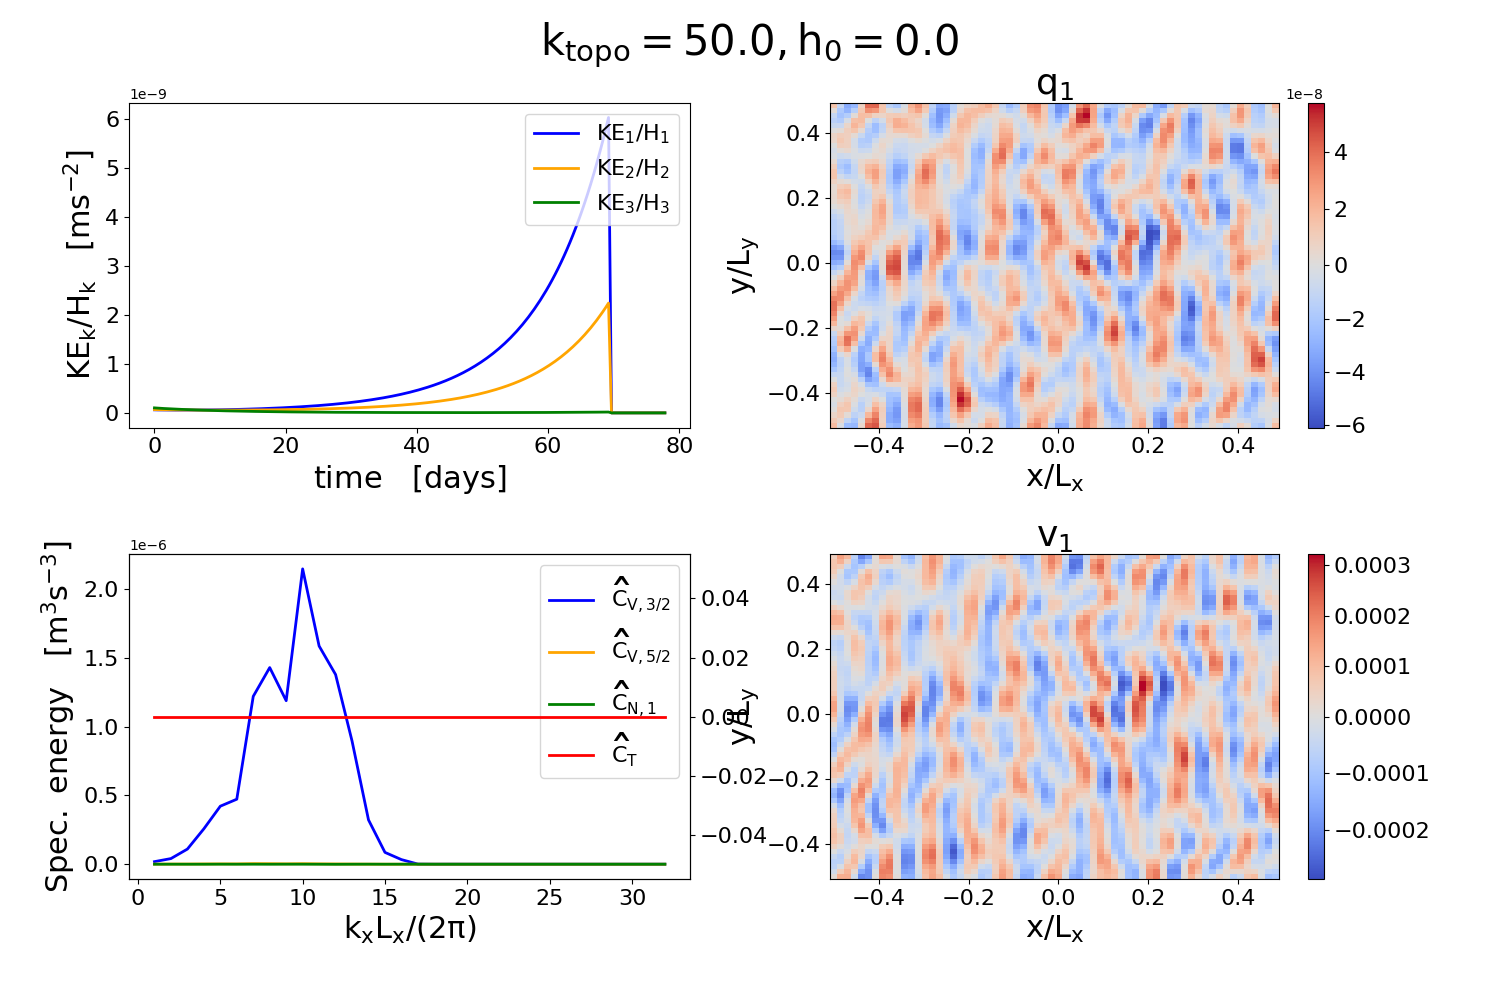 k_topo = 50.0, h_0 = 0.0
1e−9
6
5
4
3
2
1
0
KE_k/H_k [ms^−2]
KE_1/H_1
KE_2/H_2
KE_3/H_3
0 20 40 60 80
time [days]
q_1
1e−8
0.4
0.2
0.0
−0.2
−0.4
y/L_y
−0.4 −0.2 0.0 0.2 0.4
x/L_x
4
2
0
−2
−4
−6
1e−6
2.0
1.5
1.0
0.5
0.0
Spec. energy [m^3s^−3]
Ĉ_V,3/2
Ĉ_V,5/2
Ĉ_N,1
Ĉ_T
0.04
0.02
0.00
−0.02
−0.04
0 5 10 15 20 25 30
k_xL_x/(2π)
v_1
0.4
0.2
0.0
−0.2
−0.4
y/L_y
−0.4 −0.2 0.0 0.2 0.4
x/L_x
0.0003
0.0002
0.0001
0.0000
−0.0001
−0.0002